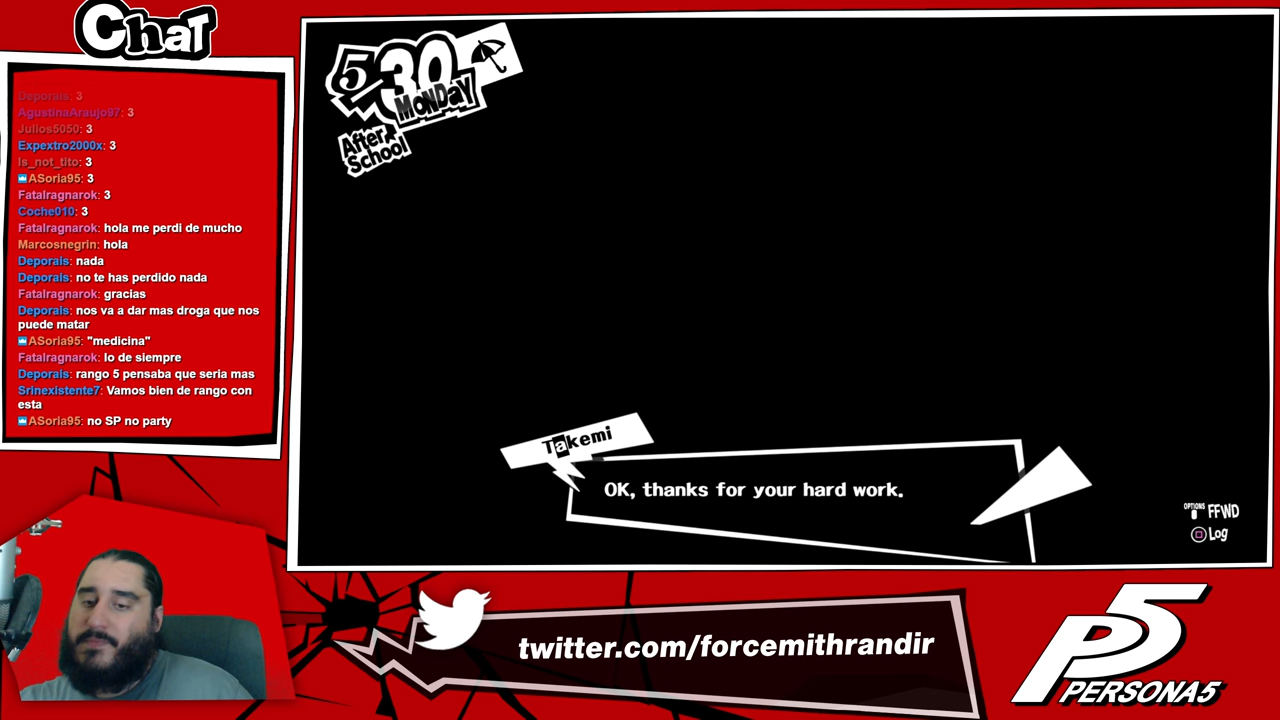 Chat
Deporais: 3
AgustinaAraujo97: 3
Julios5050: 3
Expextro2000x: 3
Is_not_tito: 3
ASoria95: 3
Fatalragnarok: 3
Coche010: 3
Fatalragnarok: hola me perdi de mucho
Marcosnegrin: hola
Deporais: nada
Deporais: no te has perdido nada
Fatalragnarok: gracias
Deporais: nos va a dar mas droga que nos
puede matar
ASoria95: "medicina"
Fatalragnarok: lo de siempre
Deporais: rango 5 pensaba que seria mas
Srinexistente7: Vamos bien de rango con
esta
ASoria95: no SP no party
5/30
Monday
After
School
Takemi
OK, thanks for your hard work.
OPTIONS FFWD
Log
twitter.com/forcemithrandir
P5
PERSONA5